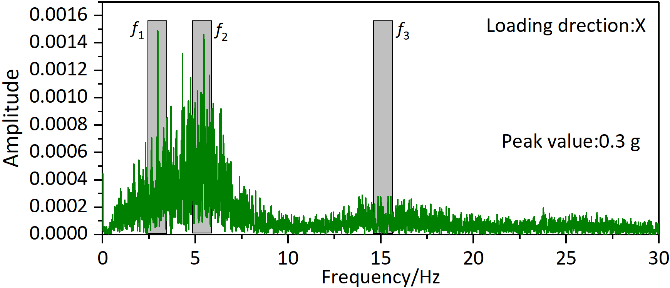 0.0016
0.0014
0.0012
0.0010
0.0008
0.0006
0.0004
0.0002
0.0000
Amplitude
f1
f2
f3
Loading drection:X
Peak value:0.3 g
0 5 10 15 20 25 30
Frequency/Hz